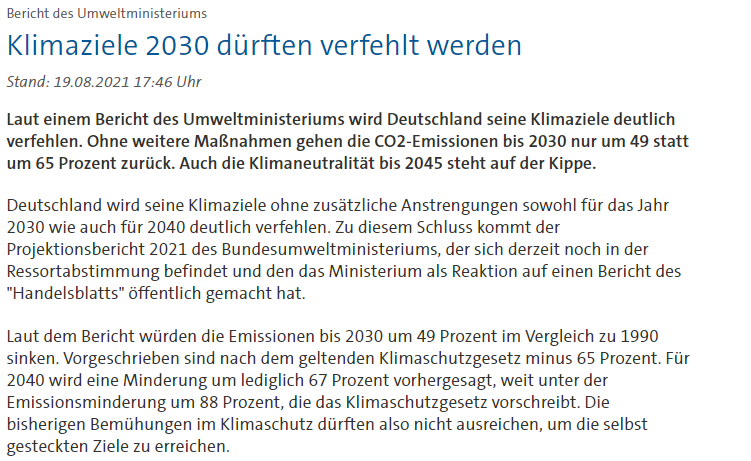 Bericht des Umweltministeriums
Klimaziele 2030 dürften verfehlt werden
Stand: 19.08.2021 17:46 Uhr
Laut einem Bericht des Umweltministeriums wird Deutschland seine Klimaziele deutlich
verfehlen. Ohne weitere Maßnahmen gehen die CO2-Emissionen bis 2030 nur um 49 statt
um 65 Prozent zurück. Auch die Klimaneutralität bis 2045 steht auf der Kippe.
Deutschland wird seine Klimaziele ohne zusätzliche Anstrengungen sowohl für das Jahr
2030 wie auch für 2040 deutlich verfehlen. Zu diesem Schluss kommt der
Projektionsbericht 2021 des Bundesumweltministeriums, der sich derzeit noch in der
Ressortabstimmung befindet und den das Ministerium als Reaktion auf einen Bericht des
"Handelsblatts" öffentlich gemacht hat.
Laut dem Bericht würden die Emissionen bis 2030 um 49 Prozent im Vergleich zu 1990
sinken. Vorgeschrieben sind nach dem geltenden Klimaschutzgesetz minus 65 Prozent. Für
2040 wird eine Minderung um lediglich 67 Prozent vorhergesagt, weit unter der
Emissionsminderung um 88 Prozent, die das Klimaschutzgesetz vorschreibt. Die
bisherigen Bemühungen im Klimaschutz dürften also nicht ausreichen, um die selbst
gesteckten Ziele zu erreichen.